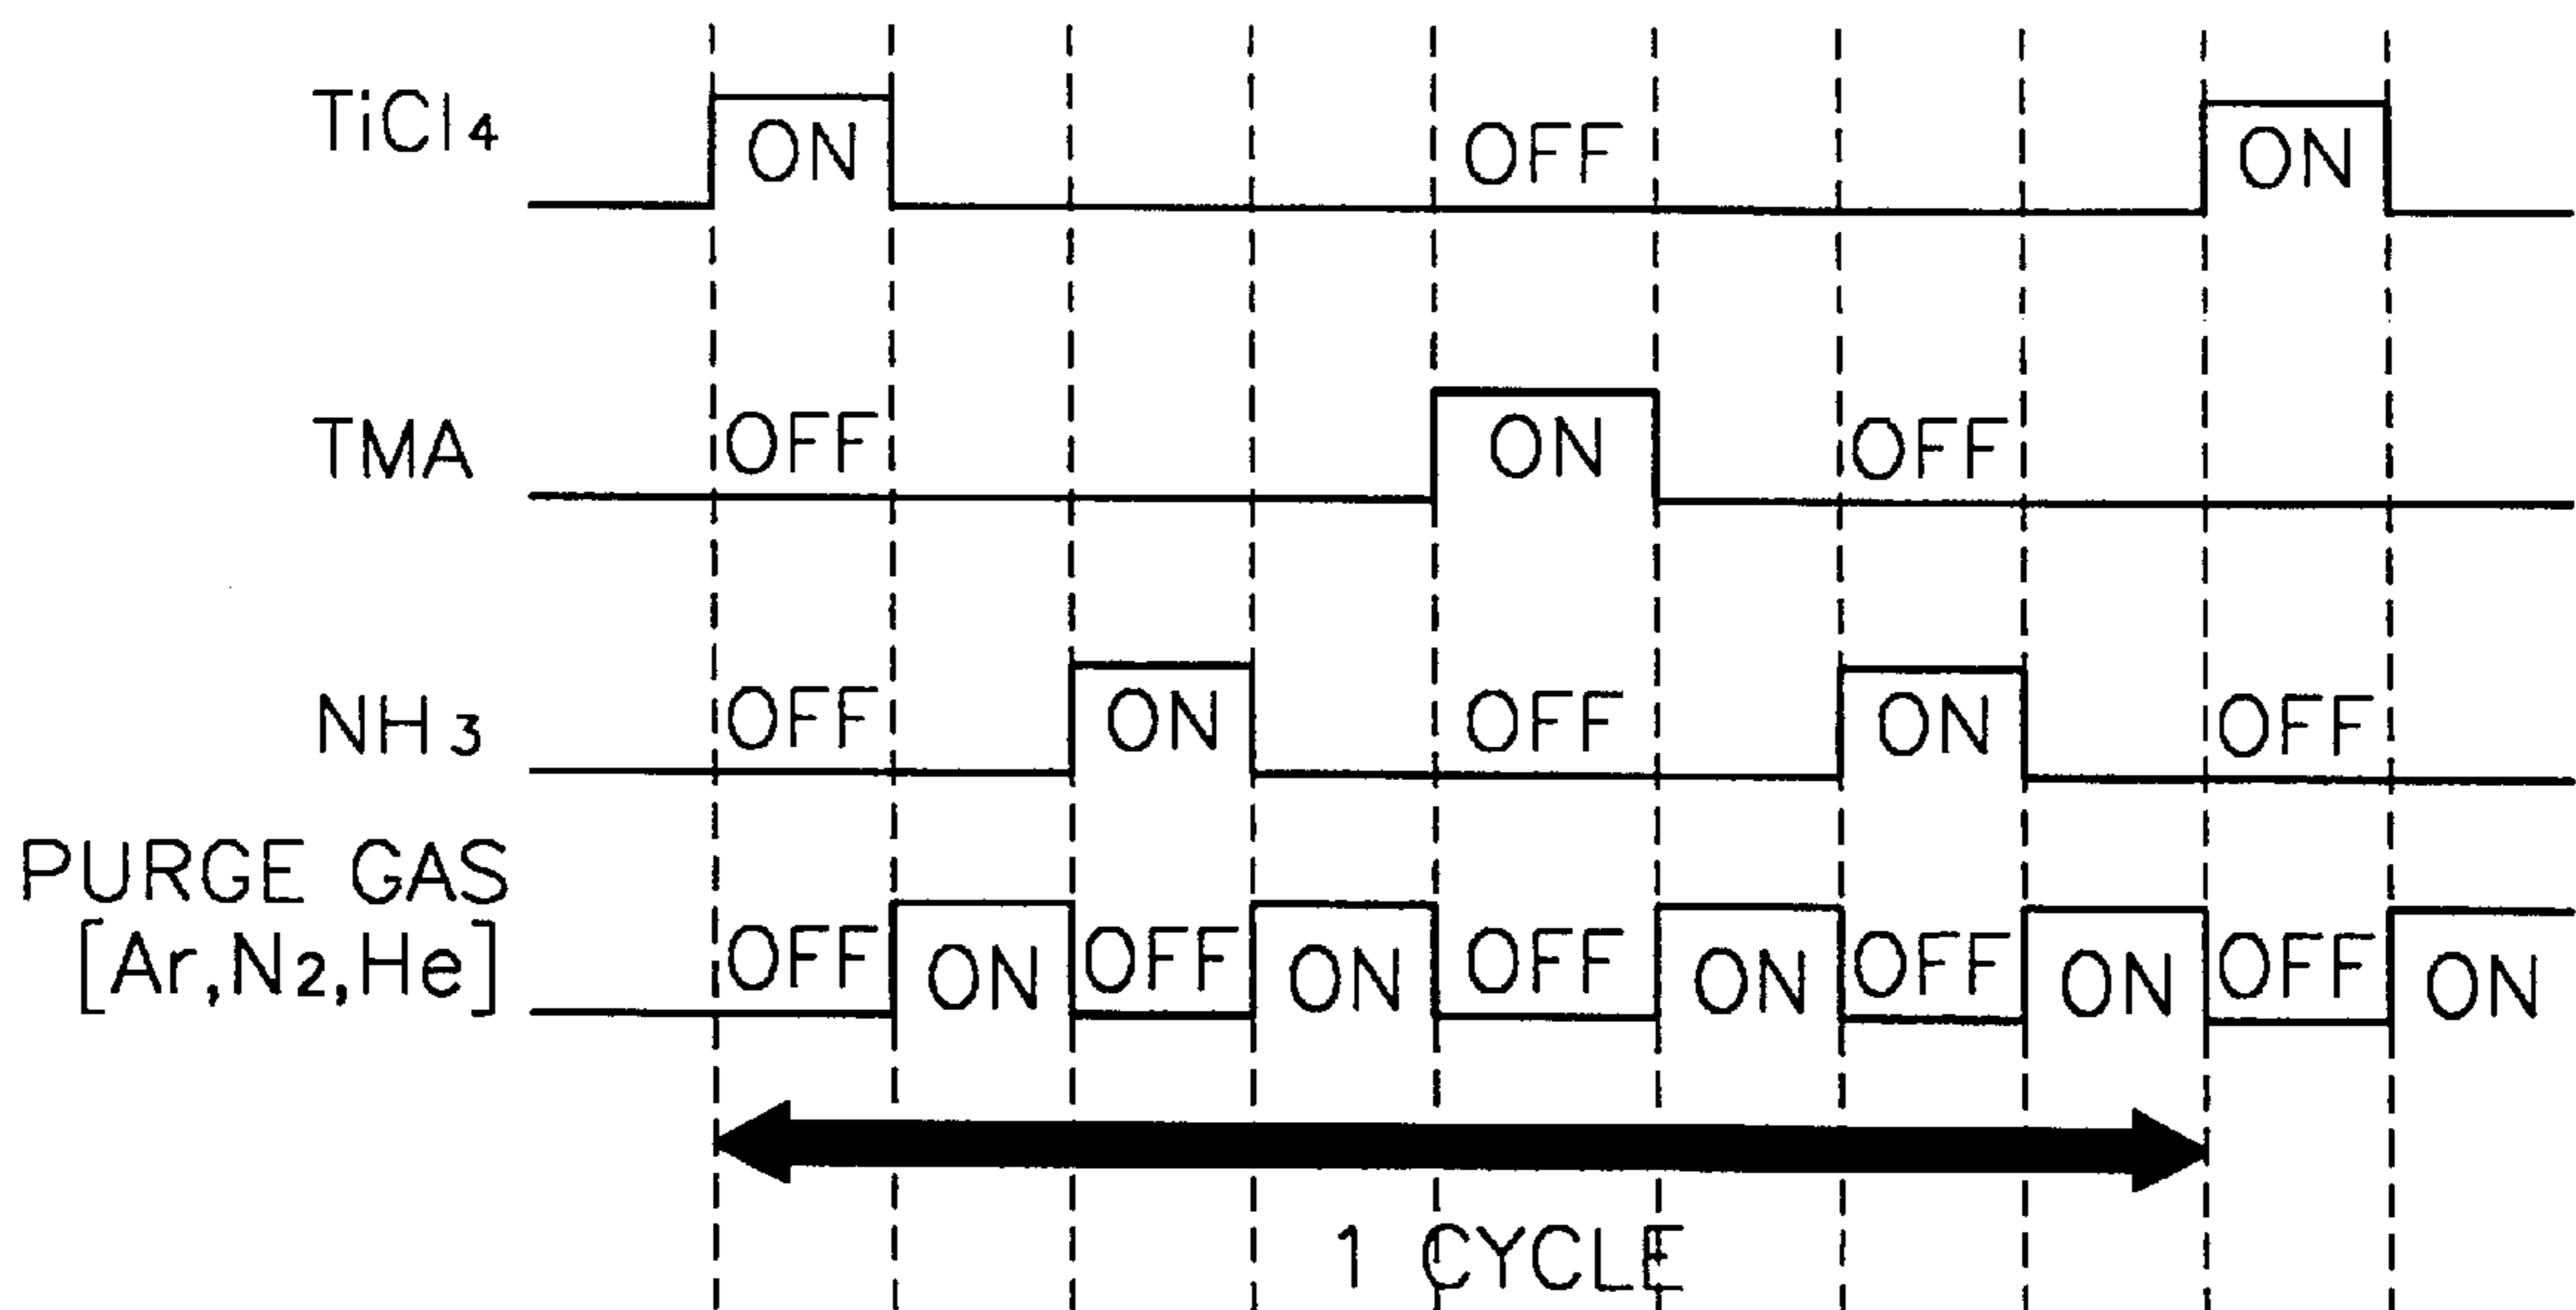 TiCl4 ON OFF ON
TMA OFF ON OFF
NH3 OFF ON OFF ON OFF
PURGE GAS
[Ar,N2,He] OFF ON OFF ON OFF ON OFF ON OFF ON
1 CYCLE